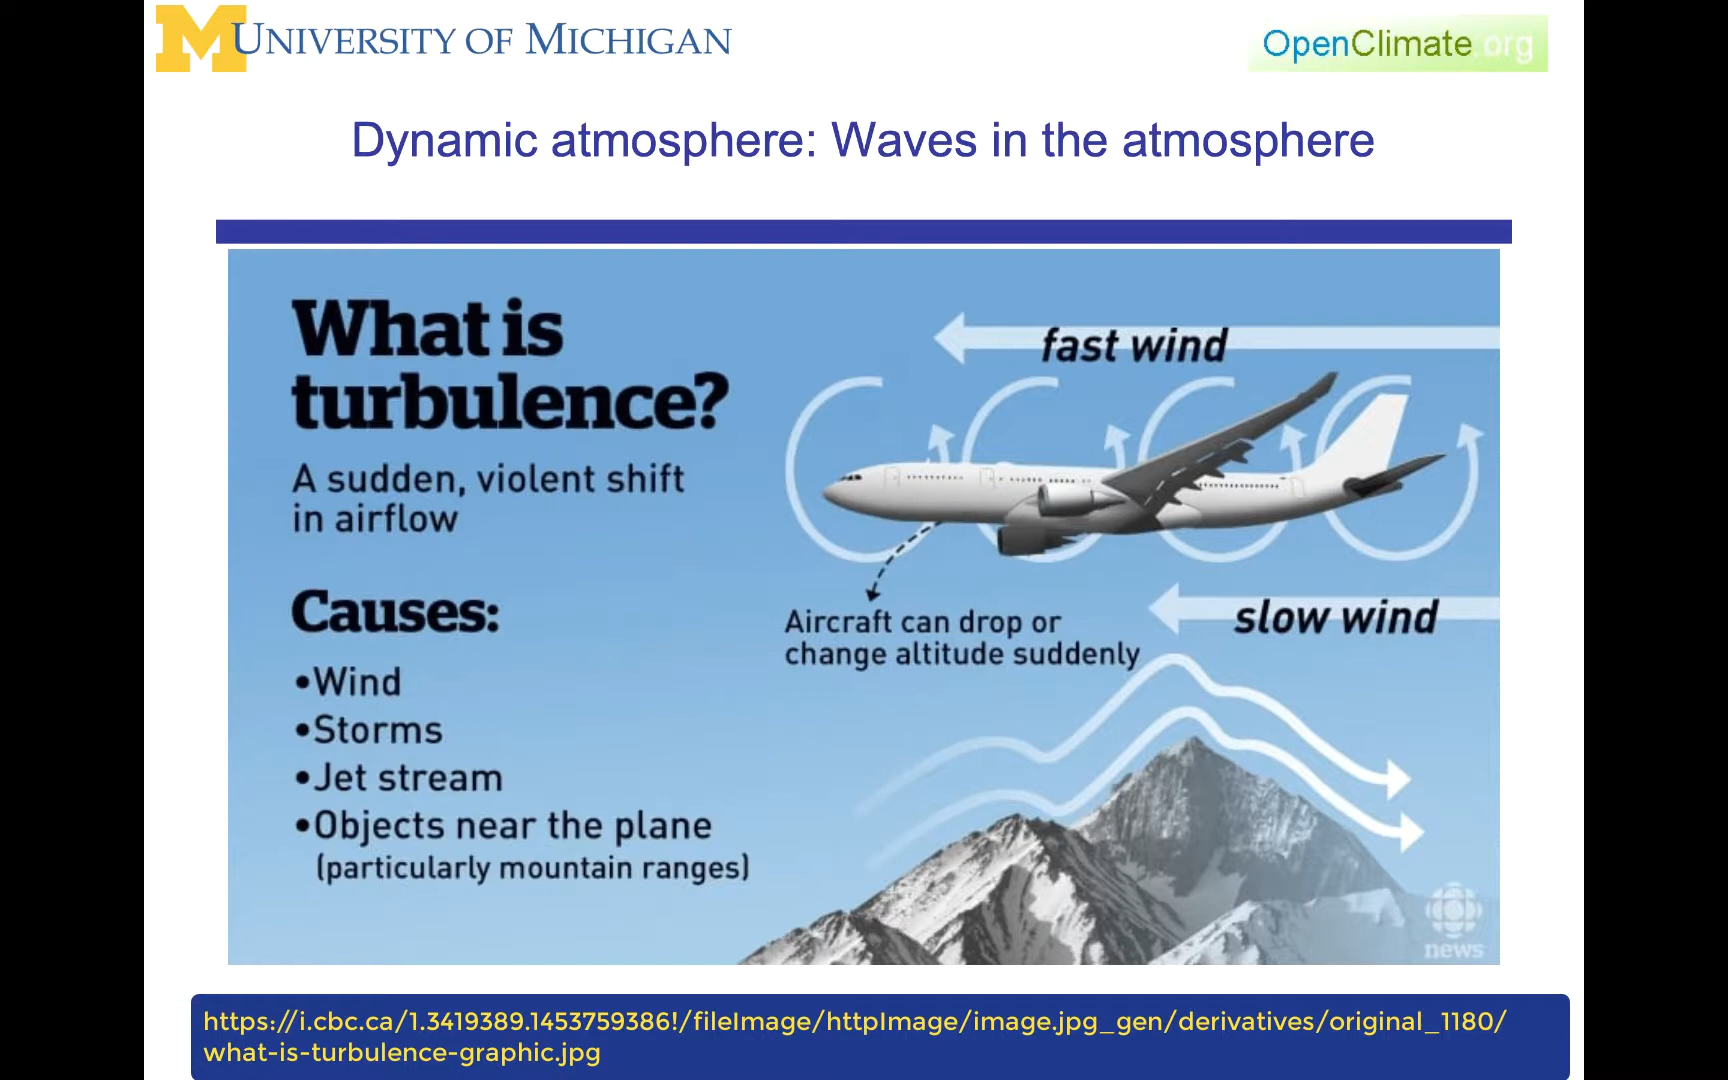 M UNIVERSITY OF MICHIGAN
OpenClimate.org
Dynamic atmosphere: Waves in the atmosphere
What is
turbulence?
A sudden, violent shift
in airflow
Causes:
•Wind
•Storms
•Jet stream
•Objects near the plane
(particularly mountain ranges)
fast wind
Aircraft can drop or
change altitude suddenly
slow wind
news
https://i.cbc.ca/1.3419389.1453759386!/fileImage/httpImage/image.jpg_gen/derivatives/original_1180/
what-is-turbulence-graphic.jpg